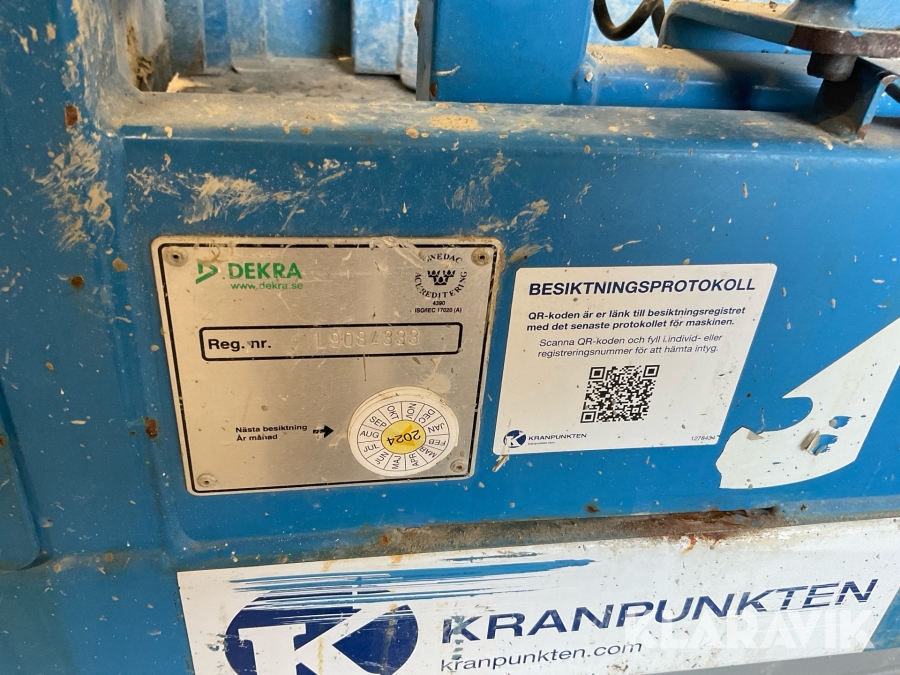 DEKRA
www.dekra.se
SWEDAC
ACCREDITERING
4390
ISO/IEC 17020 (A)
Reg. nr.
Nästa besiktning
År månad
JAN
FEB
MAR
APR
MAJ
JUN
JUL
AUG
SEP
OKT
NOV
DEC
2024
BESIKTNINGSPROTOKOLL
QR-koden är er länk till besiktningsregistret
med det senaste protokollet för maskinen.
Scanna QR-koden och fyll i individ- eller
registreringsnummer för att hämta intyg.
KRANPUNKTEN
1278434
K KRANPUNKTEN
kranpunkten.com
KLARAVIK